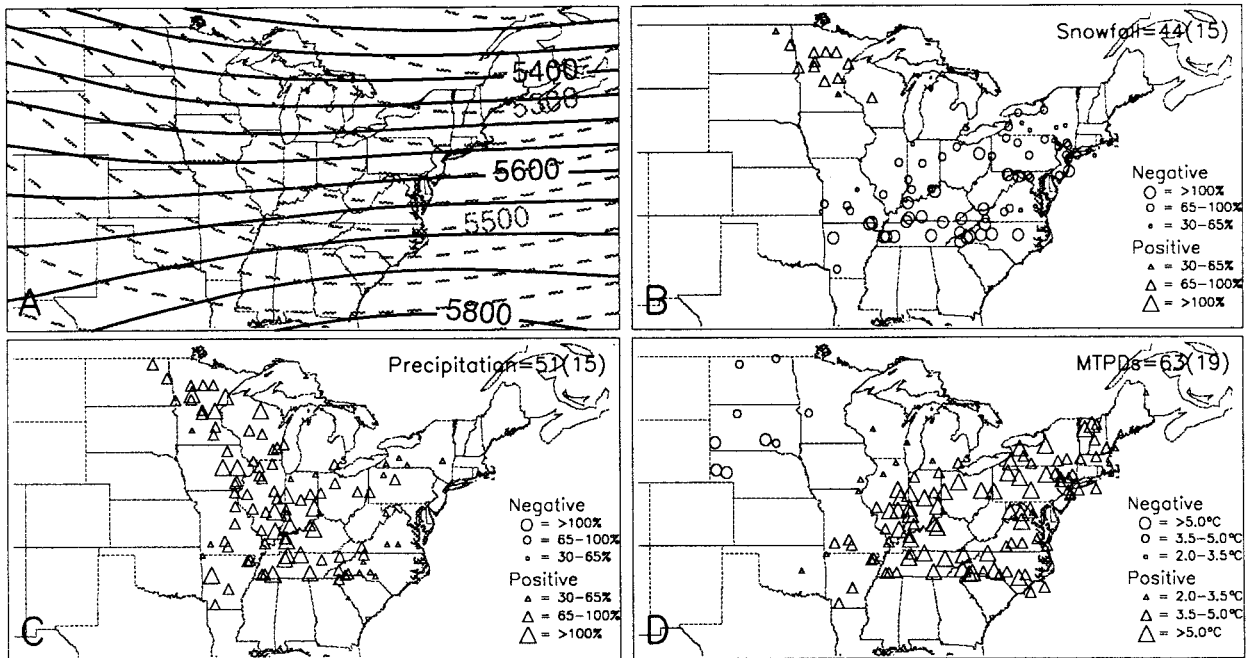 5400
5300
5600
5500
5800
A
Snowfall=44(15)
Negative
○ = >100%
○ = 65-100%
○ = 30-65%
Positive
△ = 30-65%
△ = 65-100%
△ = >100%
B
Precipitation=51(15)
Negative
○ = >100%
○ = 65-100%
○ = 30-65%
Positive
△ = 30-65%
△ = 65-100%
△ = >100%
C
MTPDs=63(19)
Negative
○ = >5.0°C
○ = 3.5-5.0°C
○ = 2.0-3.5°C
Positive
△ = 2.0-3.5°C
△ = 3.5-5.0°C
△ = >5.0°C
D